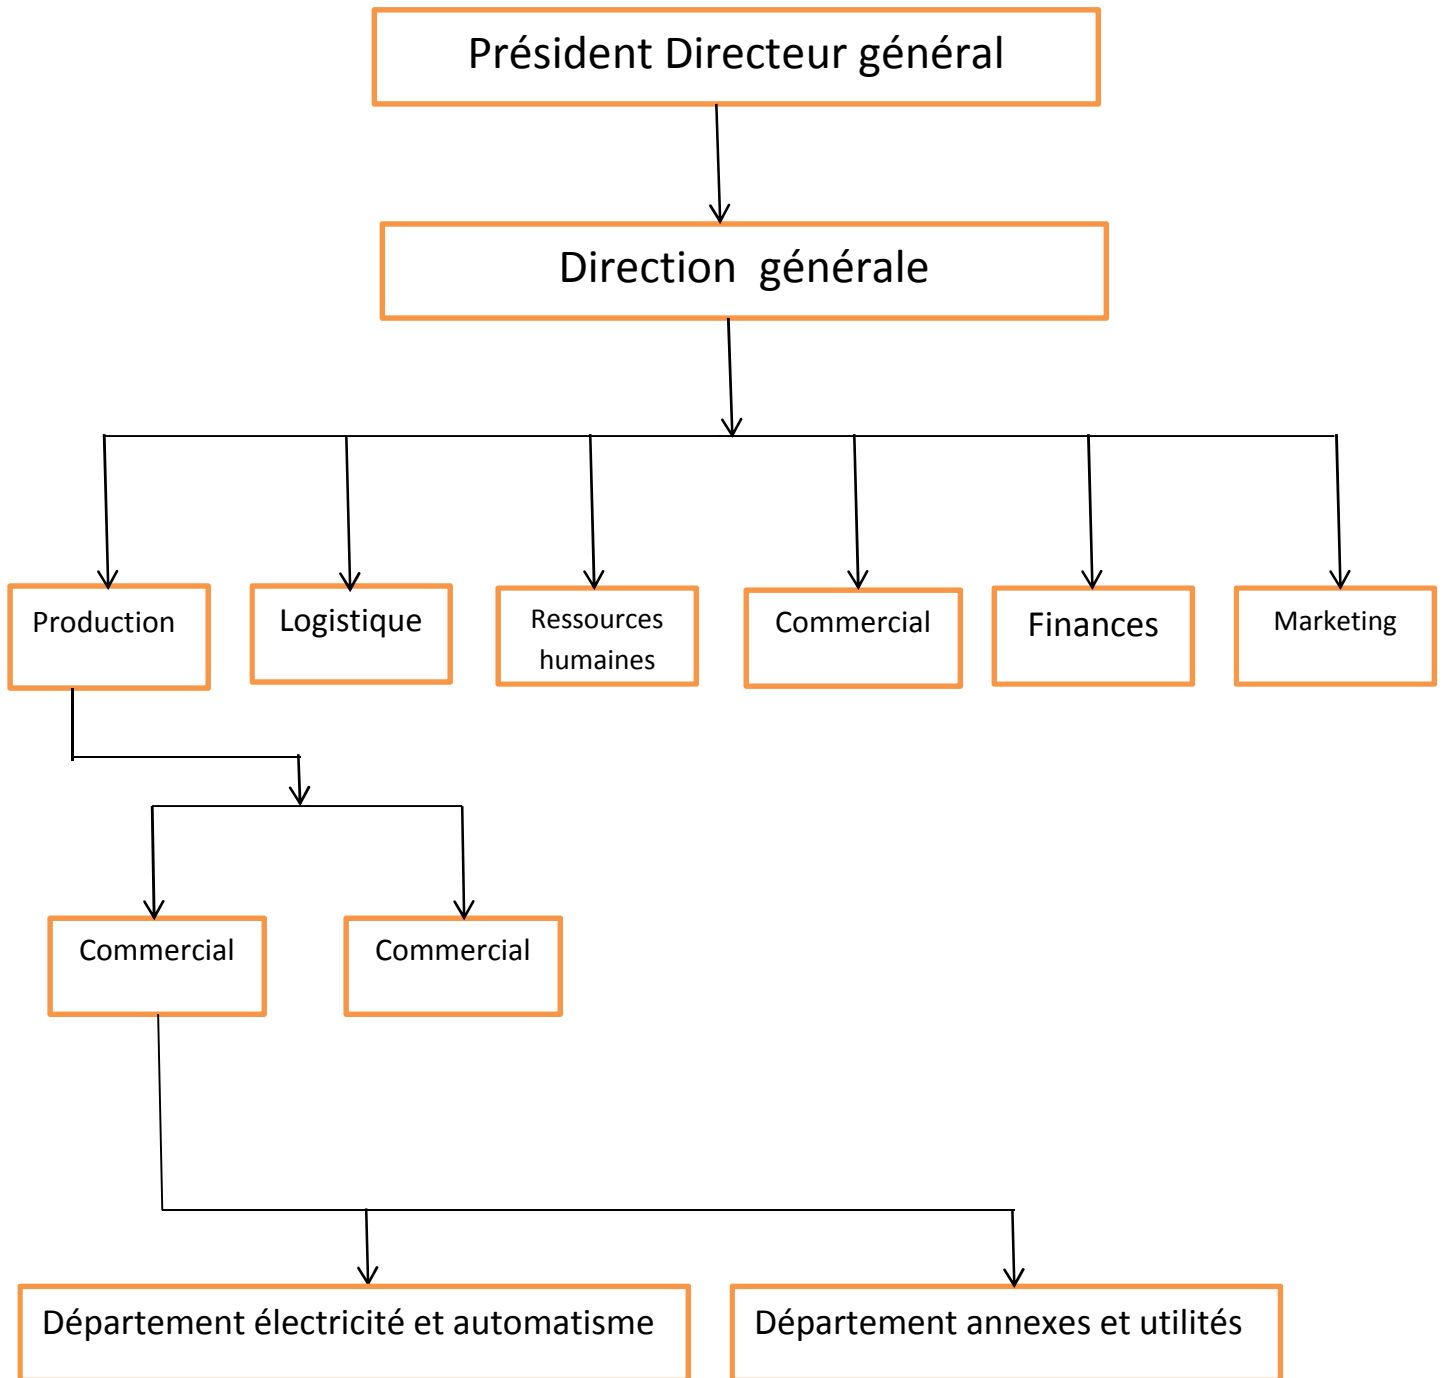 Président Directeur général
Direction générale
Production
Logistique
Ressources
humaines
Commercial
Finances
Marketing
Commercial
Commercial
Département électricité et automatisme
Département annexes et utilités